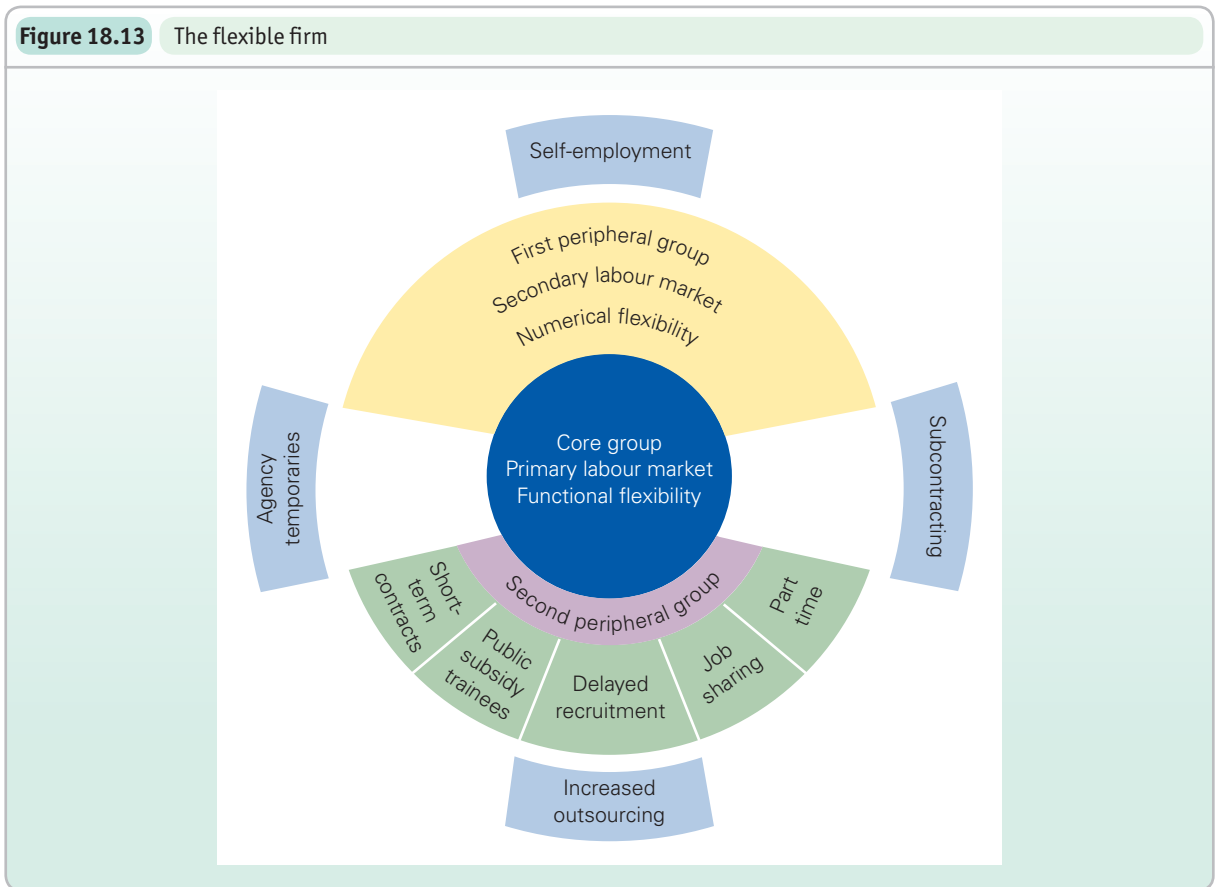 Figure 18.13 The flexible firm
Self-employment
First peripheral group
Secondary labour market
Numerical flexibility
Agency
temporaries
Core group
Primary labour market
Functional flexibility
Subcontracting
Second peripheral group
Short-
term
contracts
Public
subsidy
trainees
Delayed
recruitment
Job
sharing
Part
time
Increased
outsourcing